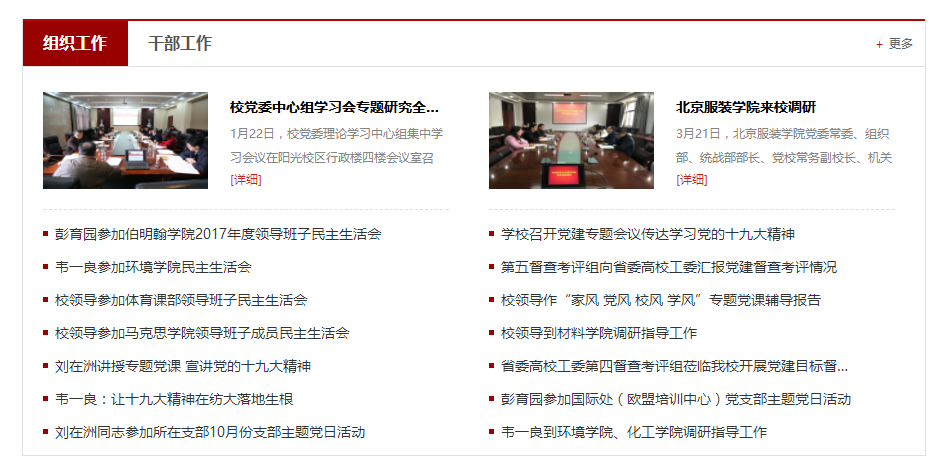 组织工作
干部工作
+ 更多
校党委中心组学习会专题研究全...
1月22日，校党委理论学习中心组集中学
习会议在阳光校区行政楼四楼会议室召
[详细]
北京服装学院来校调研
3月21日，北京服装学院党委常委、组织
部、统战部部长、党校常务副校长、机关
[详细]
彭育园参加伯明翰学院2017年度领导班子民主生活会
韦一良参加环境学院民主生活会
校领导参加体育课部领导班子民主生活会
校领导参加马克思学院领导班子成员民主生活会
刘在洲讲授专题党课 宣讲党的十九大精神
韦一良：让十九大精神在纺大落地生根
刘在洲同志参加所在支部10月份支部主题党日活动
学校召开党建专题会议传达学习党的十九大精神
第五督查考评组向省委高校工委汇报党建督查考评情况
校领导作“家风 党风 校风 学风”专题党课辅导报告
校领导到材料学院调研指导工作
省委高校工委第四督查考评组莅临我校开展党建目标督...
彭育园参加国际处（欧盟培训中心）党支部主题党日活动
韦一良到环境学院、化工学院调研指导工作